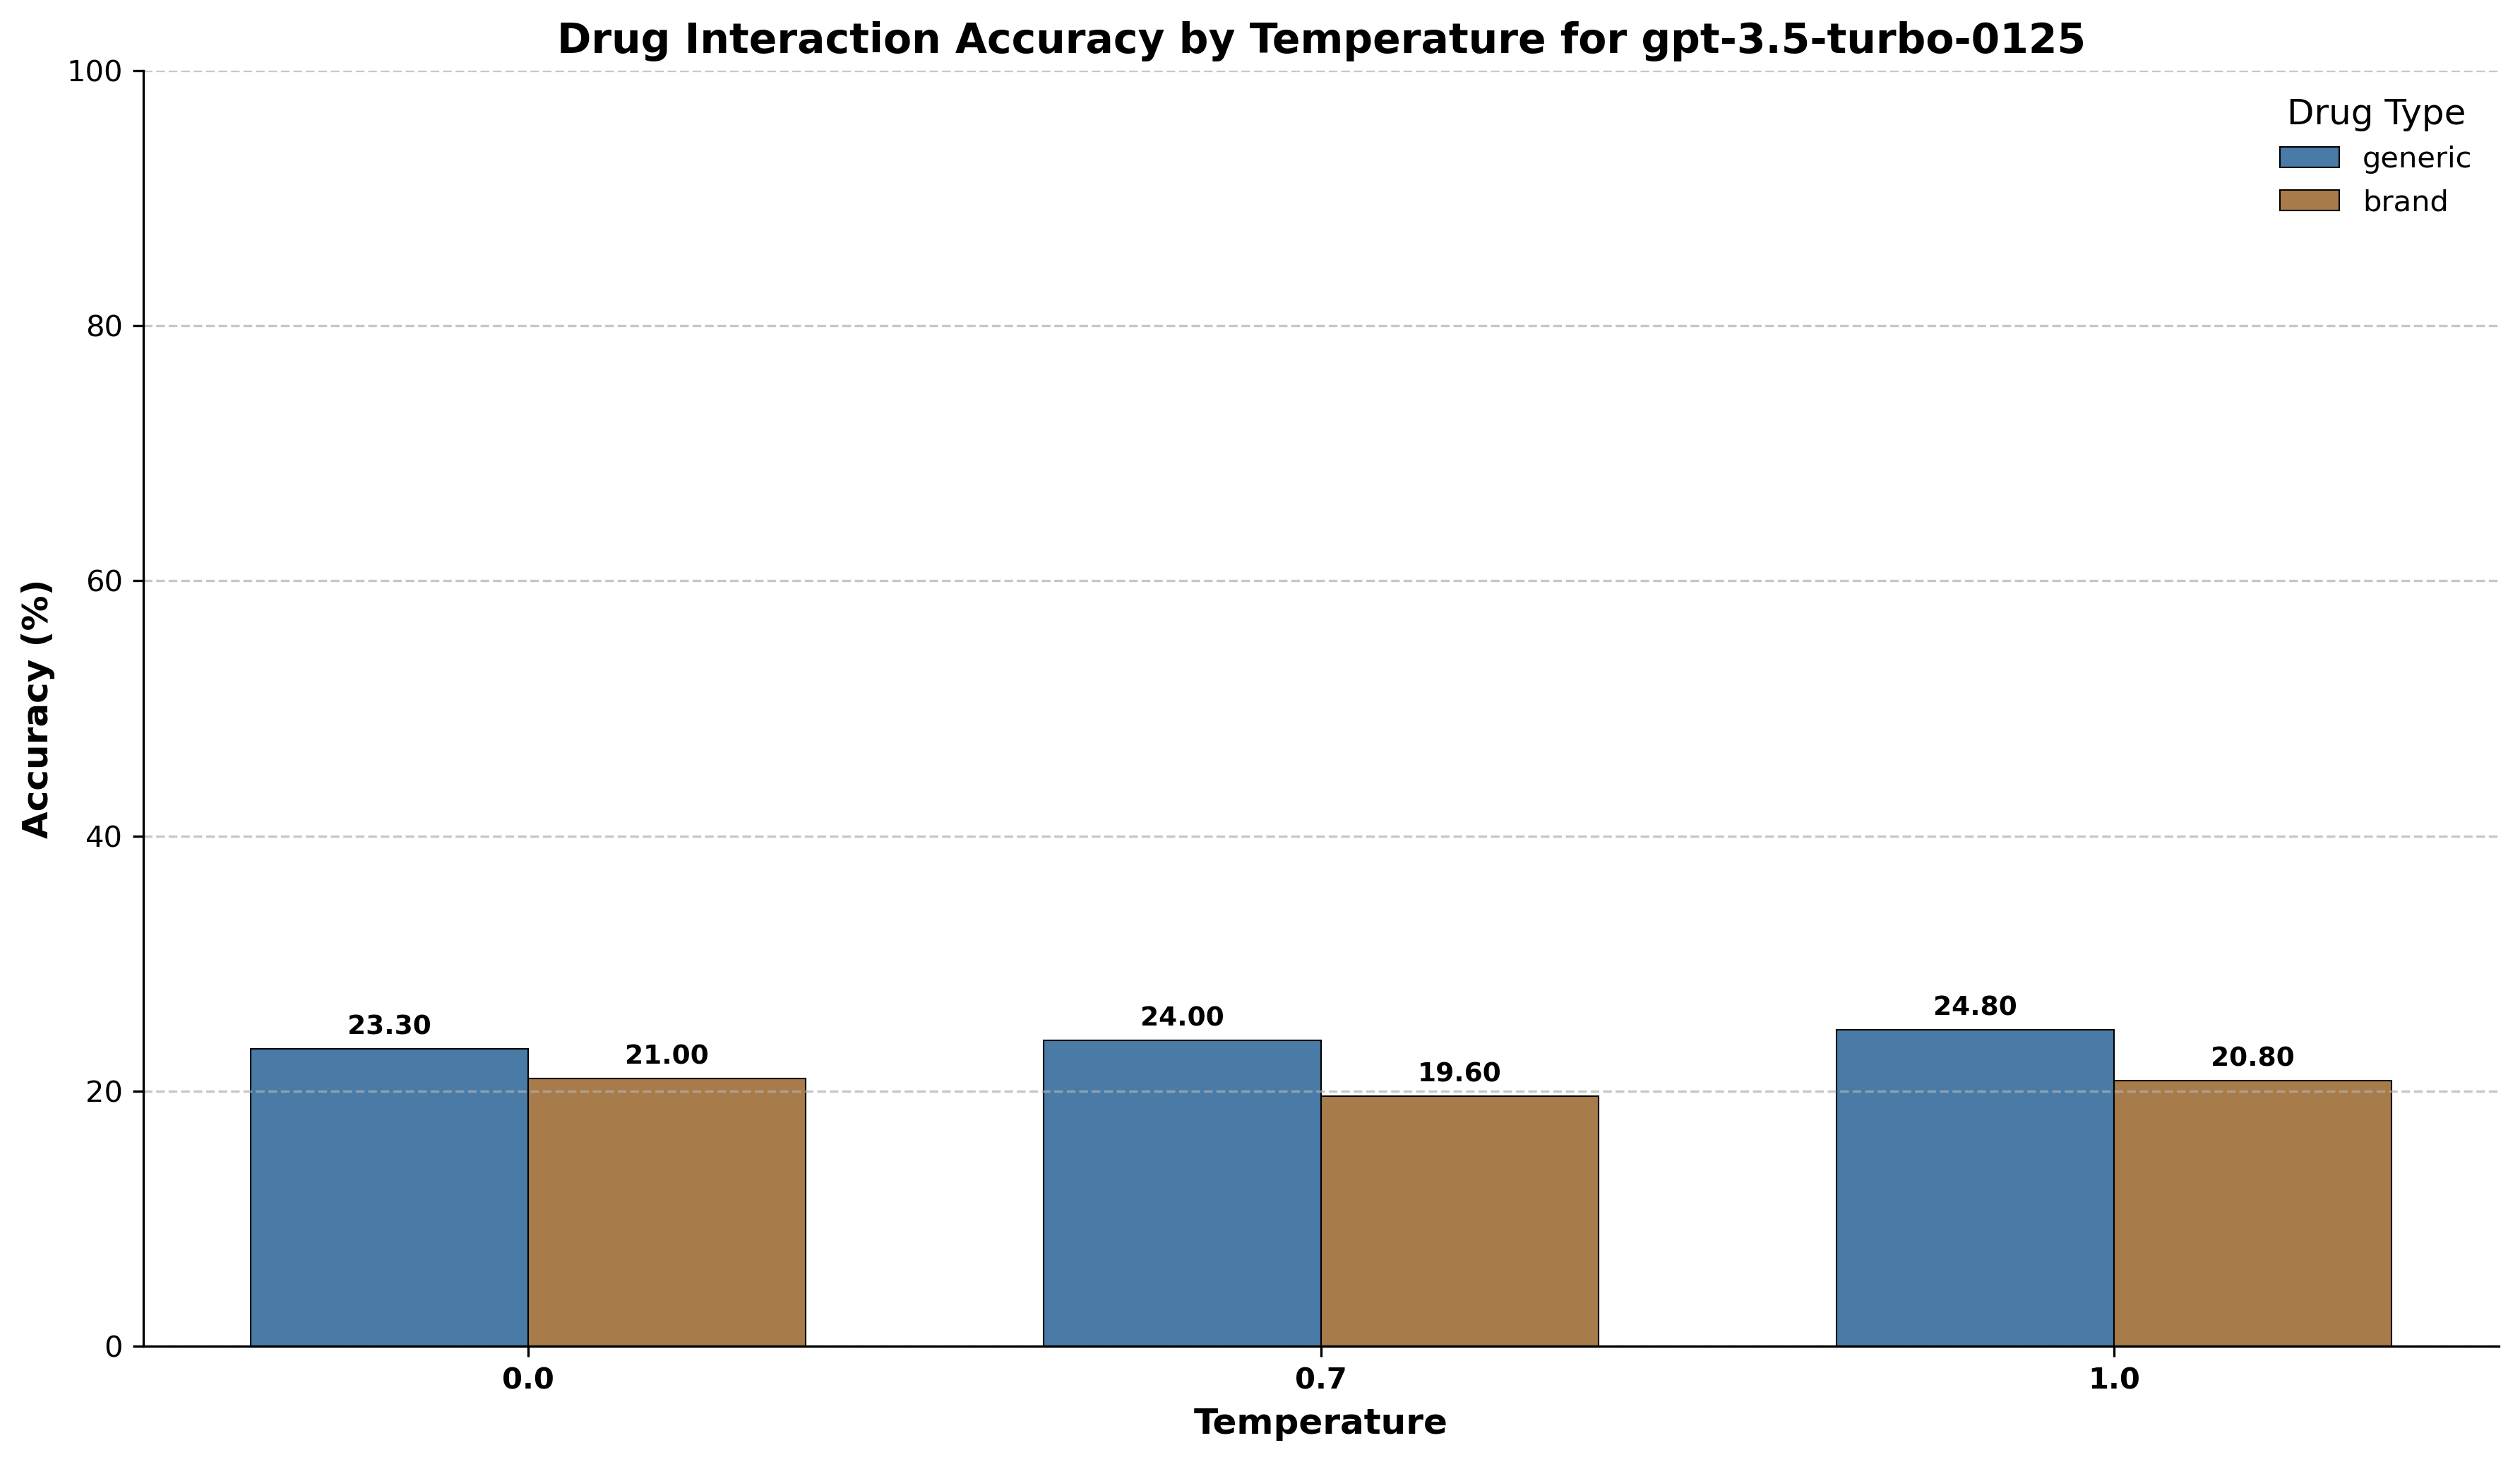 Drug Interaction Accuracy by Temperature for gpt-3.5-turbo-0125
100
80
60
40
20
0
Accuracy (%)
Drug Type
generic
brand
23.30
21.00
24.00
19.60
24.80
20.80
0.0
0.7
1.0
Temperature